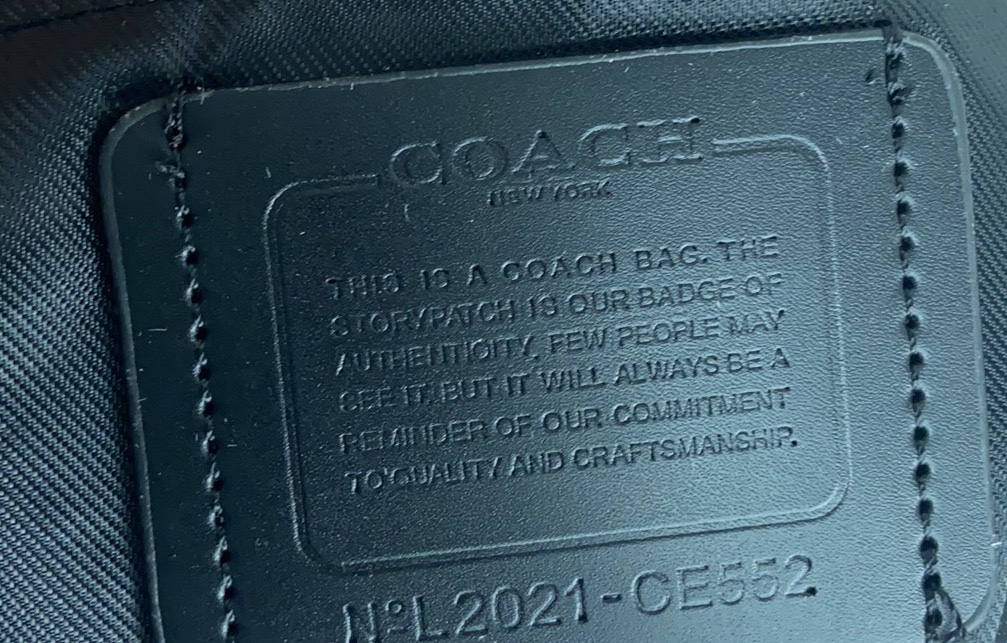 COACH
NEW YORK
THIS IS A COACH BAG. THE
STORYPATCH IS OUR BADGE OF
AUTHENTICITY. FEW PEOPLE MAY
SEE IT, BUT IT WILL ALWAYS BE A
REMINDER OF OUR COMMITMENT
TO QUALITY AND CRAFTSMANSHIP.
NºL2021-CE552